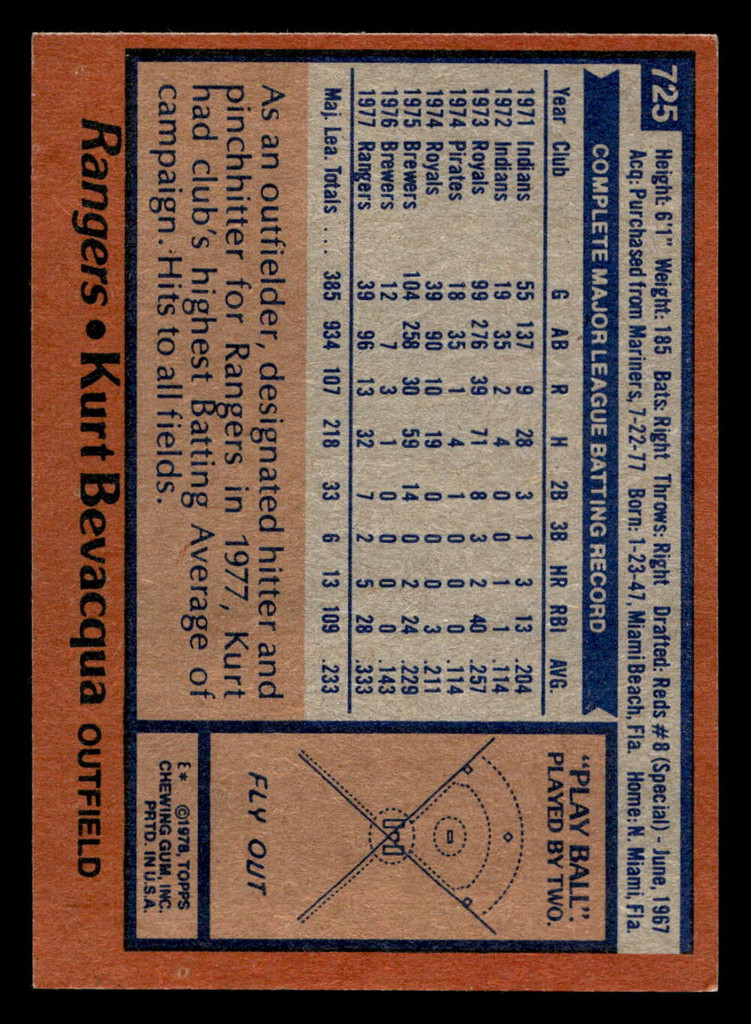 725
Height: 6'1" Weight: 185 Bats: Right Throws: Right Drafted: Reds #8 (Special) - June, 1967
Acq: Purchased from Mariners, 7-22-77 Born: 1-23-47, Miami Beach, Fla. Home: N. Miami, Fla.
COMPLETE MAJOR LEAGUE BATTING RECORD
Year Club G AB R H 2B 3B HR RBI AVG.
1971 Indians 55 137 9 28 3 1 3 13 .204
1972 Indians 19 35 2 4 0 0 1 1 .114
1973 Royals 99 276 39 71 8 3 2 40 .257
1974 Pirates 18 35 1 4 1 0 0 0 .114
1974 Royals 39 90 10 19 0 0 0 3 .211
1975 Brewers 104 258 30 59 14 0 2 24 .229
1976 Brewers 12 7 3 1 0 0 0 0 .143
1977 Rangers 39 96 13 32 7 2 5 28 .333
Maj. Lea. Totals .... 385 934 107 218 33 6 13 109 .233
As an outfielder, designated hitter and
pinchhitter for Rangers in 1977, Kurt
had club's highest Batting Average of
campaign. Hits to all fields.
"PLAY BALL".
PLAYED BY TWO.
FLY OUT
©1978, TOPPS
CHEWING GUM, INC.
PRTD. IN U.S.A.
Rangers • Kurt Bevacqua OUTFIELD